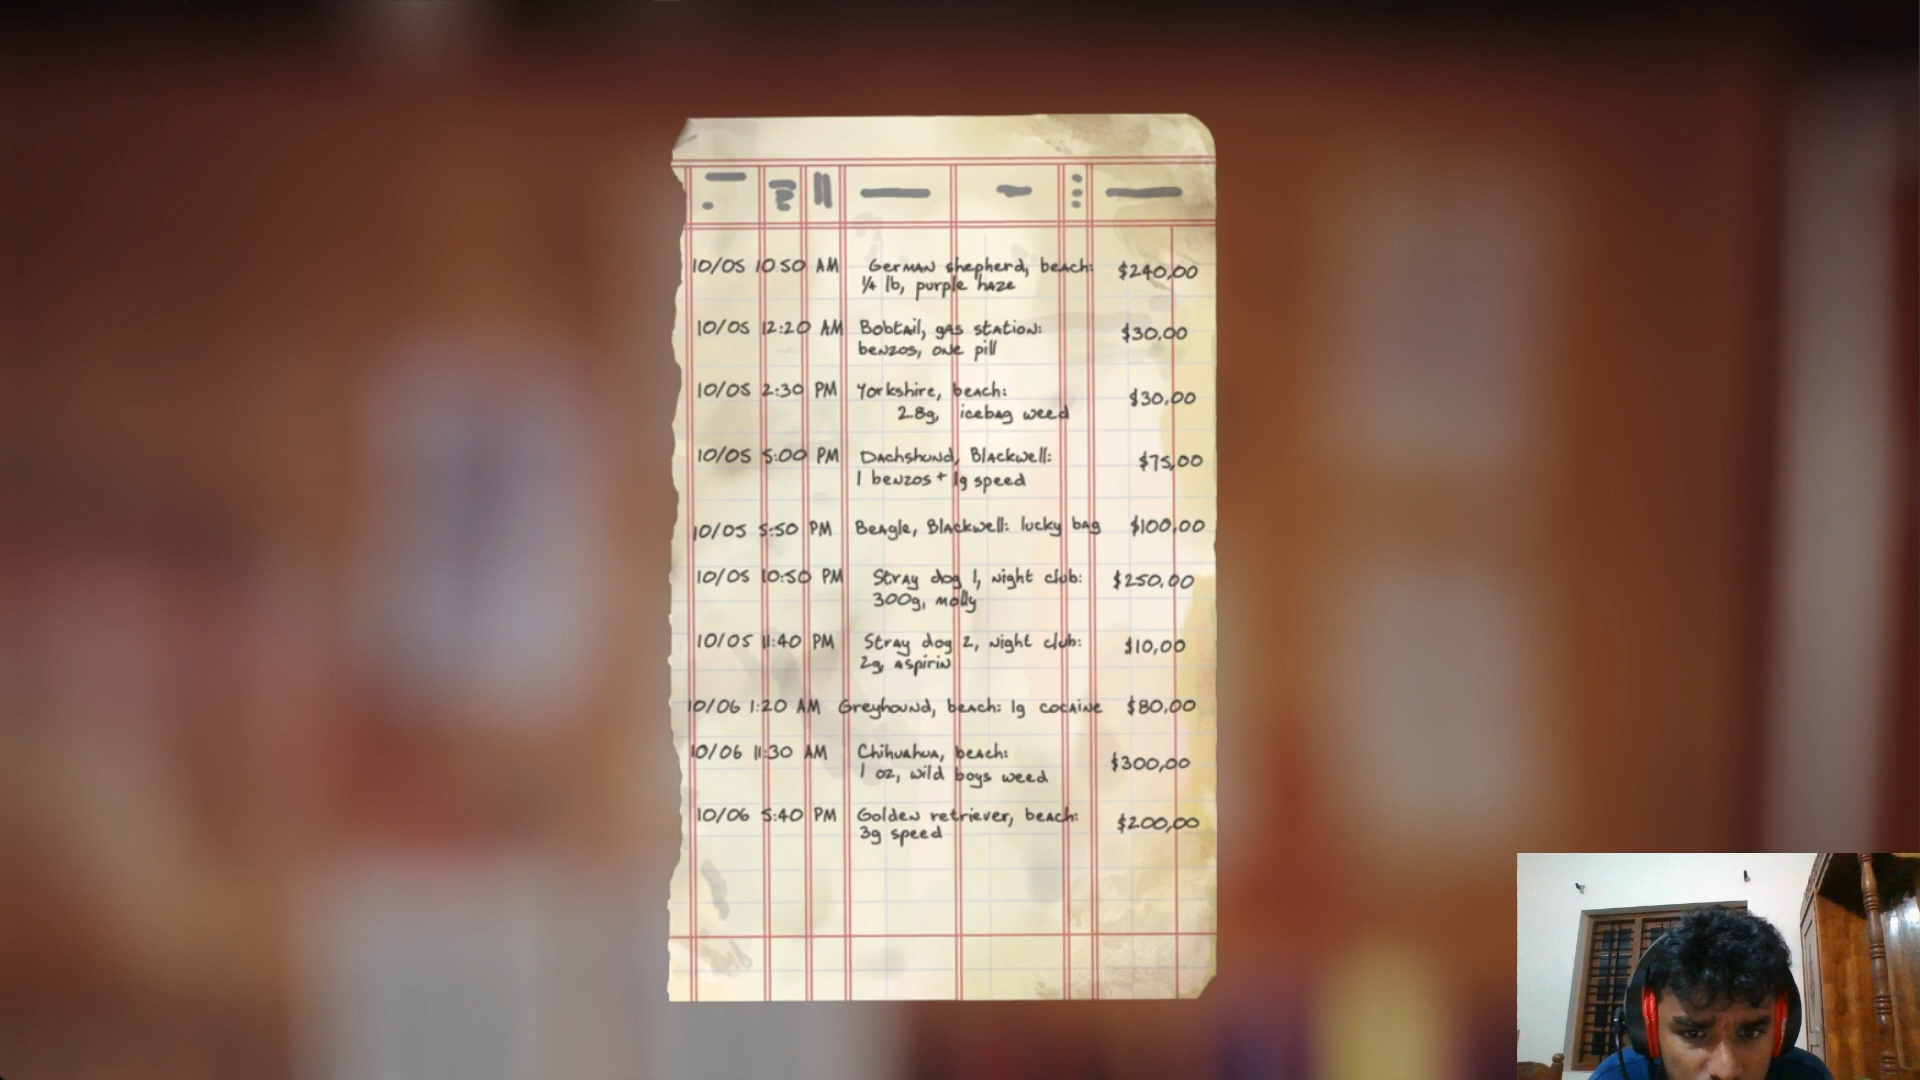 10/05 10 50 AM German shepherd, beach: $240,00
1/4 lb, purple haze
10/05 12:20 AM Bobtail, gas station: $30,00
benzos, one pill
10/05 2:30 PM Yorkshire, beach: $30,00
2.8g, icebag weed
10/05 5:00 PM Dachshund, Blackwell: $75,00
1 benzos + 1g speed
10/05 5:50 PM Beagle, Blackwell: lucky bag $100,00
10/05 10:50 PM Stray dog 1, night club: $250,00
300g, molly
10/05 11:40 PM Stray dog 2, night club: $10,00
2g, aspirin
10/06 1:20 AM Greyhound, beach: 1g cocaine $80,00
10/06 11:30 AM Chihuahua, beach: $300,00
1 oz, wild boys weed
10/06 5:40 PM Golden retriever, beach: $200,00
3g speed